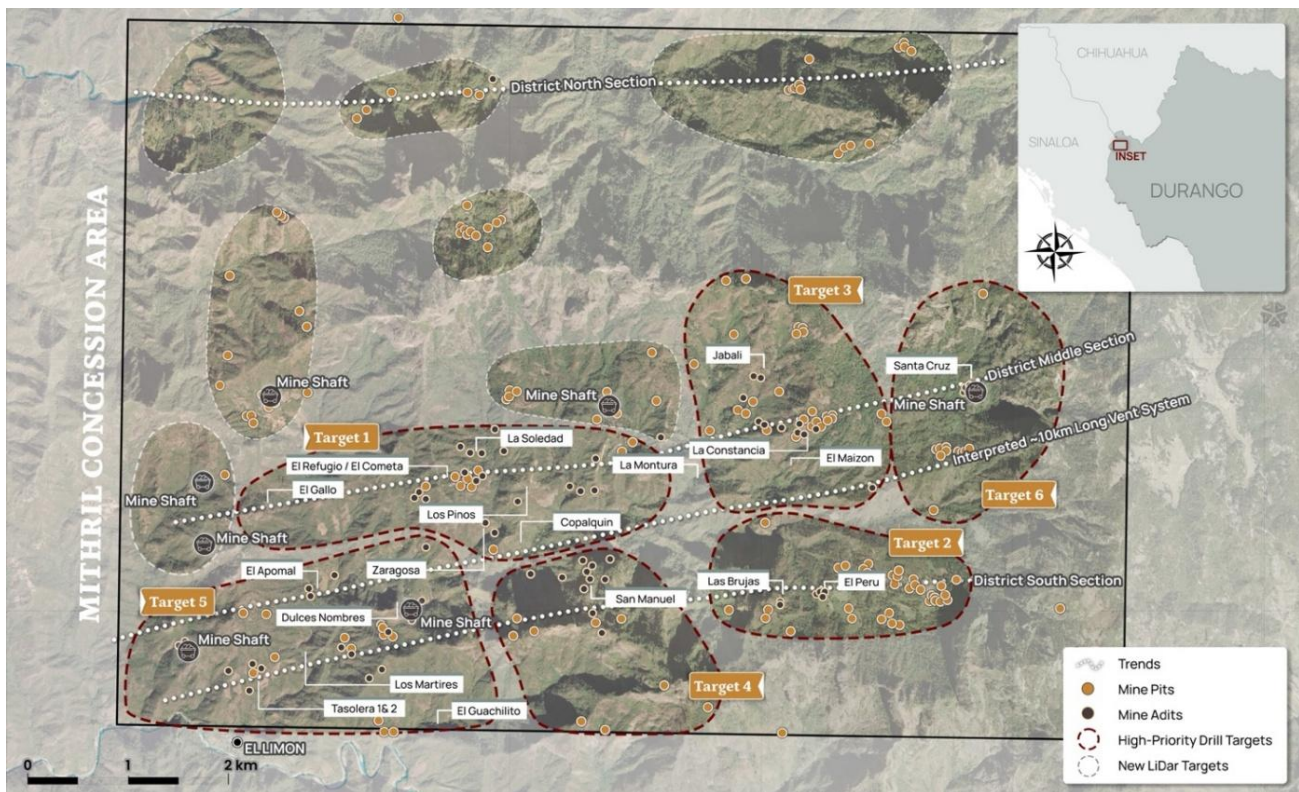 CHIHUAHUA
SINALOA
INSET
DURANGO
District North Section
MITHRIL CONCESSION AREA
Target 3
Jabali
Santa Cruz
District Middle Section
Mine Shaft
Mine Shaft
Mine Shaft
Interpreted ~10km Long Vent System
Target 1
La Soledad
La Constancia
El Refugio / El Cometa
La Montura
El Maizon
El Gallo
Target 6
Mine Shaft
Los Pinos
Copalquin
Mine Shaft
Target 2
El Apomal
Zaragosa
Las Brujas
El Peru
District South Section
Target 5
San Manuel
Dulces Nombres
Mine Shaft
Mine Shaft
Los Martires
Target 4
Tasolera 1& 2
El Guachilito
ELLIMON
0 1 2 km
Trends
Mine Pits
Mine Adits
High-Priority Drill Targets
New LiDar Targets